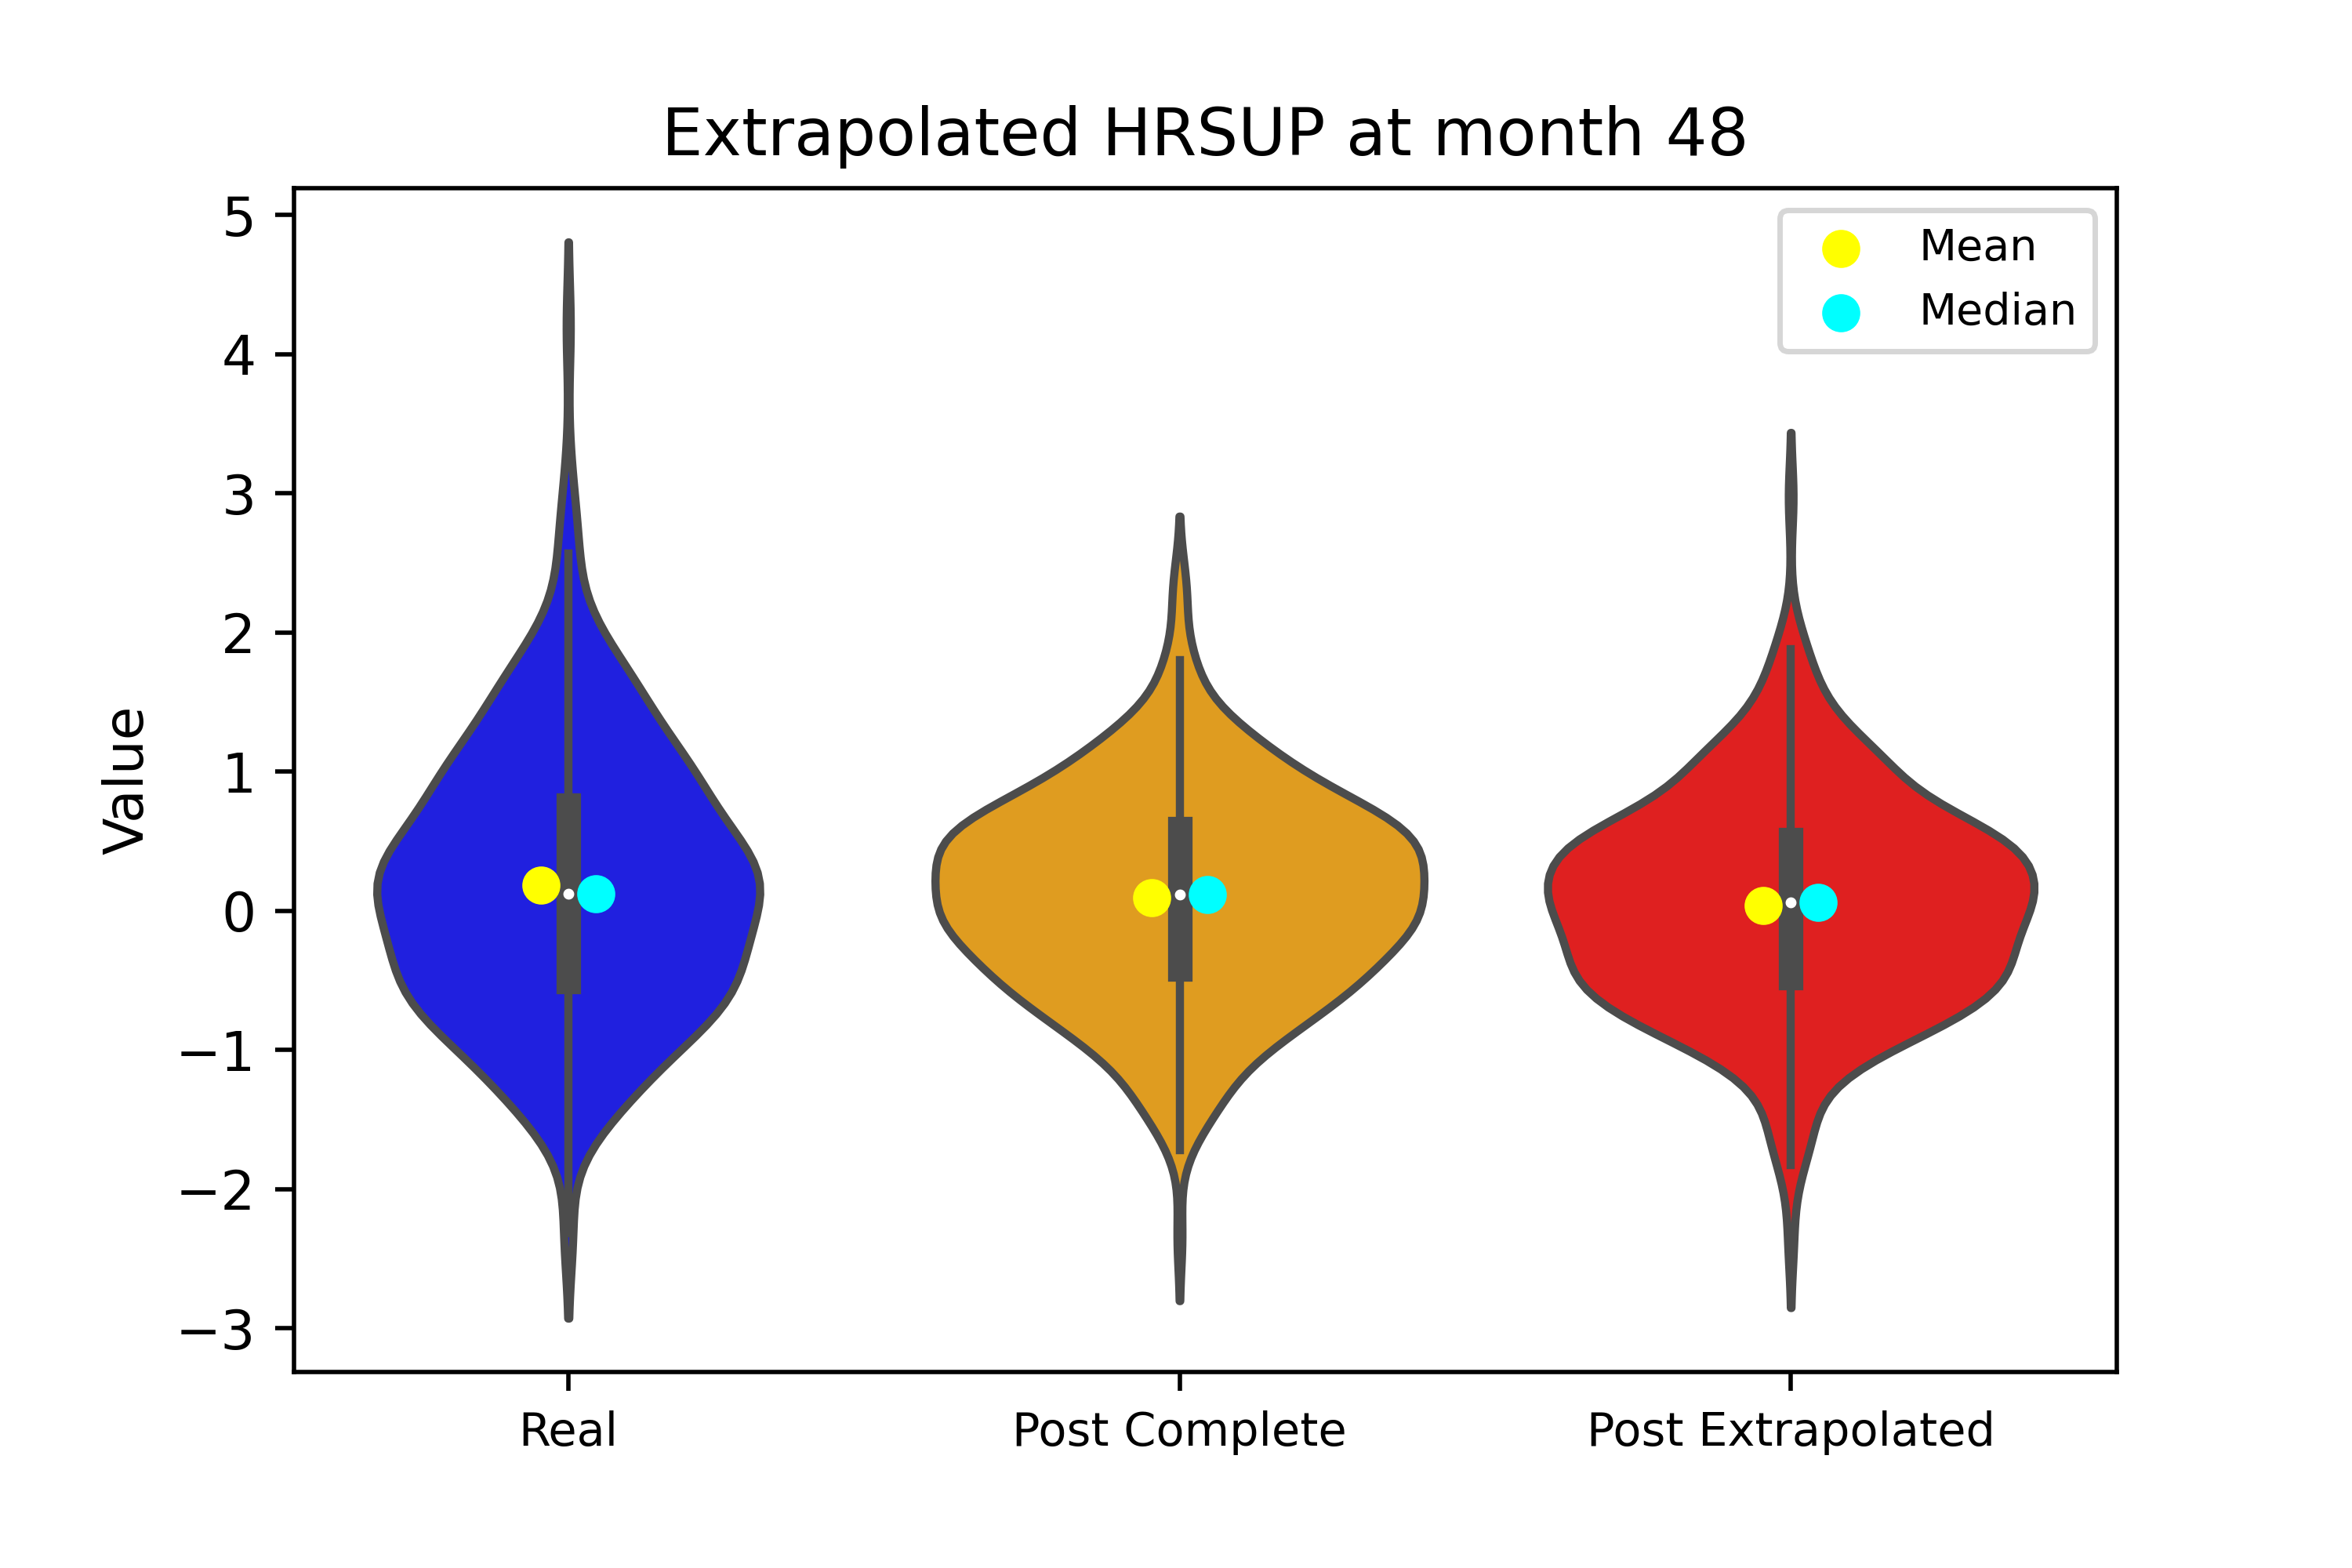 Extrapolated HRSUP at month 48
Mean
Median
5
4
3
2
1
0
−1
−2
−3
Value
Real
Post Complete
Post Extrapolated